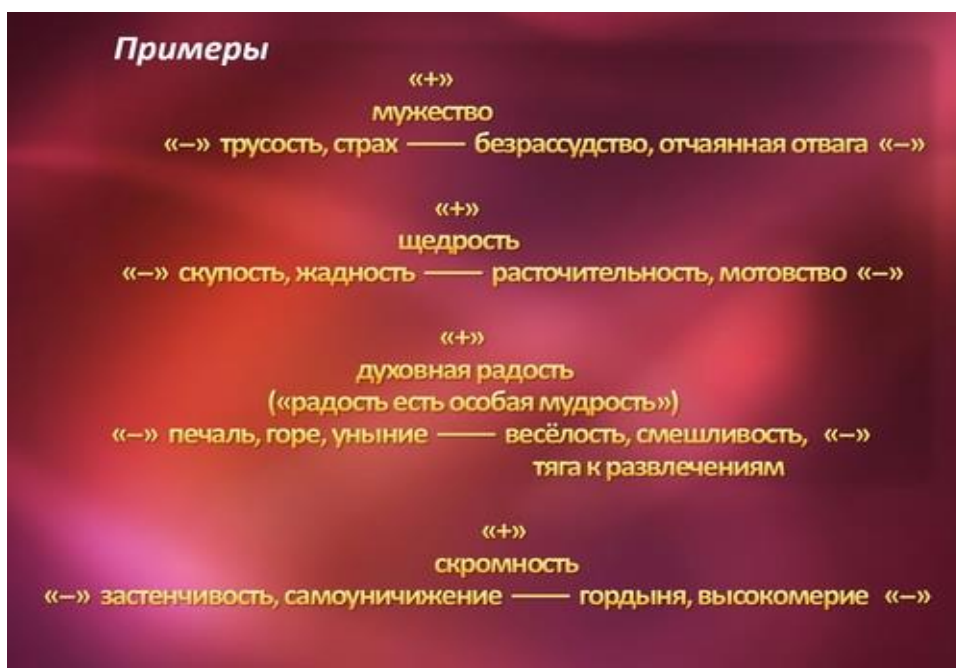 Примеры
«+»
мужество
«–» трусость, страх —— безрассудство, отчаянная отвага «–»
«+»
щедрость
«–» скупость, жадность —— расточительность, мотовство «–»
«+»
духовная радость
(«радость есть особая мудрость»)
«–» печаль, горе, уныние —— весёлость, смешливость, «–»
тяга к развлечениям
«+»
скромность
«–» застенчивость, самоуничижение —— гордыня, высокомерие «–»